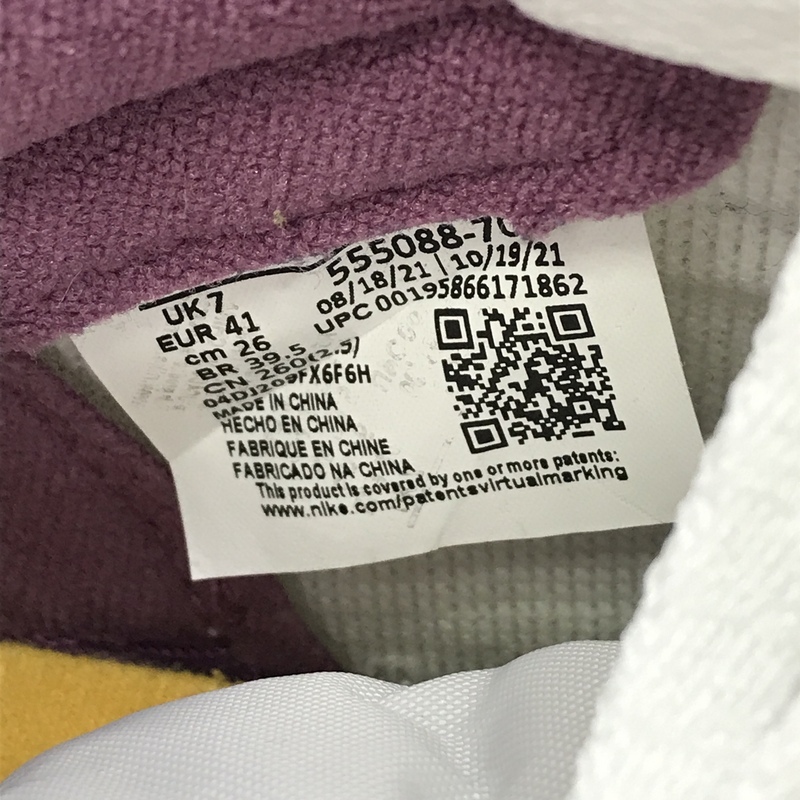 555088-70
08/18/21 | 10/19/21
UPC 00195866171862
UK 7
EUR 41
cm 26
BR 39.5
CN 260(2.5)
FX6F6H
MADE IN CHINA
HECHO EN CHINA
FABRIQUE EN CHINE
FABRICADO NA CHINA
This product is covered by one or more patents:
www.nike.com/patentsvirtualmarking